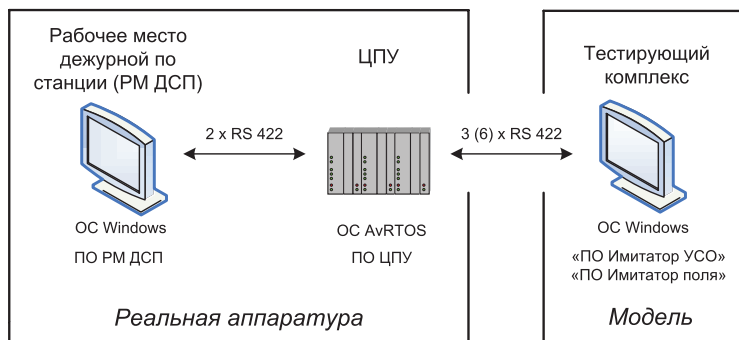 Рабочее место
дежурной по
станции (РМ ДСП)
ЦПУ
Тестирующий
комплекс
2 x RS 422
3 (6) x RS 422
ОС Windows
ПО РМ ДСП
ОС AvRTOS
ПО ЦПУ
ОС Windows
«ПО Имитатор УСО»
«ПО Имитатор поля»
Реальная аппаратура
Модель